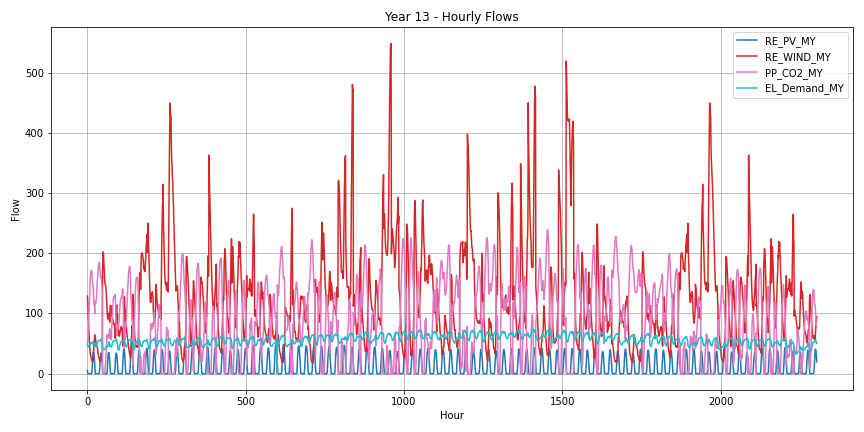 Year 13 - Hourly Flows
RE_PV_MY
RE_WIND_MY
PP_CO2_MY
EL_Demand_MY
500
400
300
200
100
0
Flow
0
500
1000
1500
2000
Hour